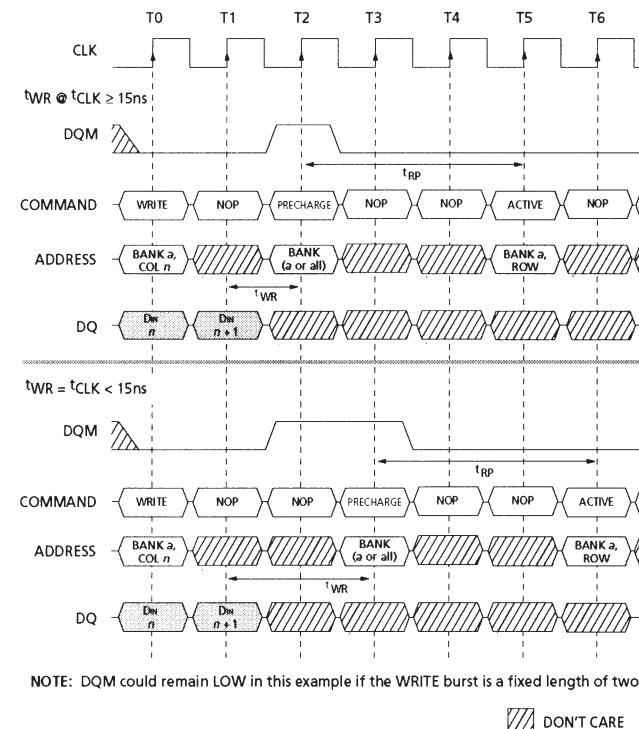 T0 T1 T2 T3 T4 T5 T6
CLK
tWR @ tCLK ≥ 15ns
DQM
tRP
COMMAND WRITE NOP PRECHARGE NOP NOP ACTIVE NOP
ADDRESS BANK a, COL n BANK (a or all) BANK a, ROW
tWR
DQ DIN n DIN n + 1
tWR = tCLK < 15ns
DQM
tRP
COMMAND WRITE NOP NOP PRECHARGE NOP NOP ACTIVE
ADDRESS BANK a, COL n BANK (a or all) BANK a, ROW
tWR
DQ DIN n DIN n + 1
NOTE: DQM could remain LOW in this example if the WRITE burst is a fixed length of two
DON'T CARE